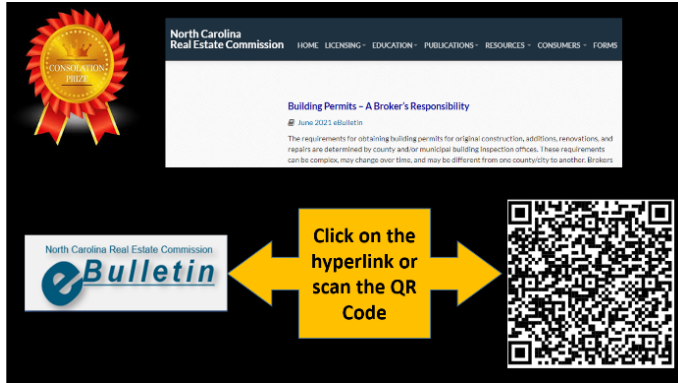 CONSOLATION
PRIZE
North Carolina
Real Estate Commission
HOME LICENSING EDUCATION PUBLICATIONS RESOURCES CONSUMERS FORMS
Building Permits – A Broker's Responsibility
June 2021 eBulletin
The requirements for obtaining building permits for original construction, additions, renovations, and
repairs are determined by county and/or municipal building inspection offices. These requirements
can be complex, may change over time, and may be different from one county/city to another. Brokers
North Carolina Real Estate Commission
eBulletin
Click on the
hyperlink or
scan the QR
Code